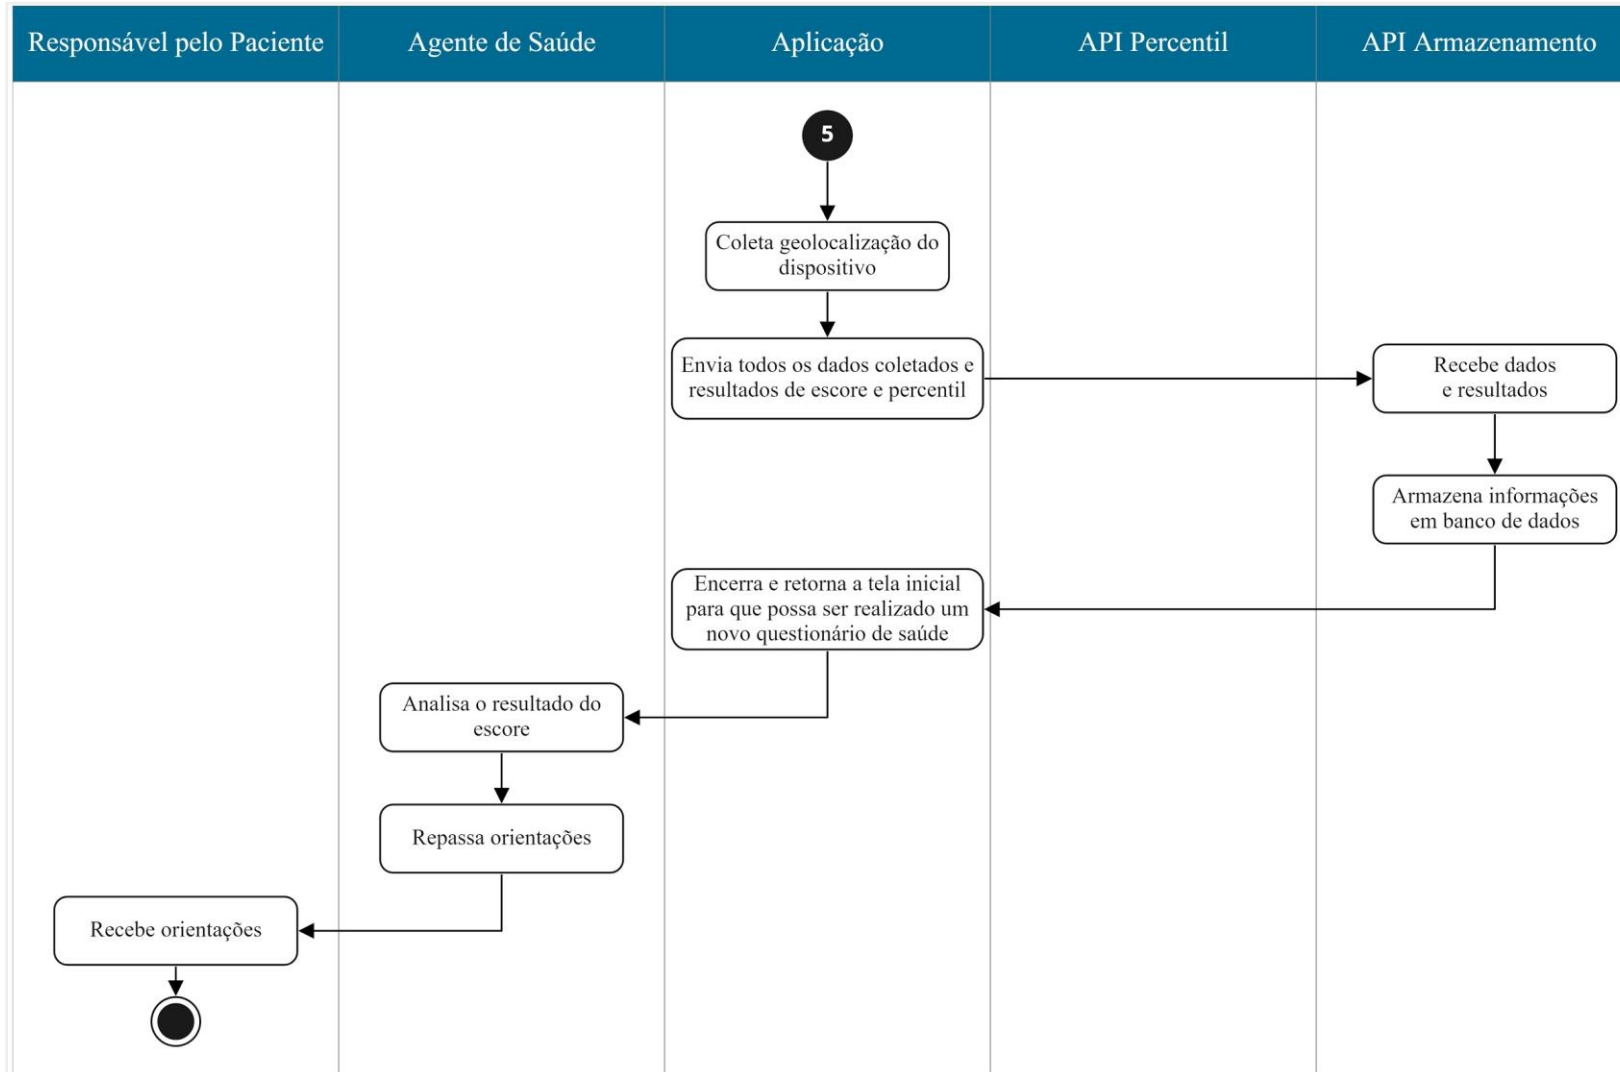 Responsável pelo Paciente
Agente de Saúde
Aplicação
API Percentil
API Armazenamento
5
Coleta geolocalização do
dispositivo
Envia todos os dados coletados e
resultados de escore e percentil
Recebe dados
e resultados
Armazena informações
em banco de dados
Encerra e retorna a tela inicial
para que possa ser realizado um
novo questionário de saúde
Analisa o resultado do
escore
Repassa orientações
Recebe orientações